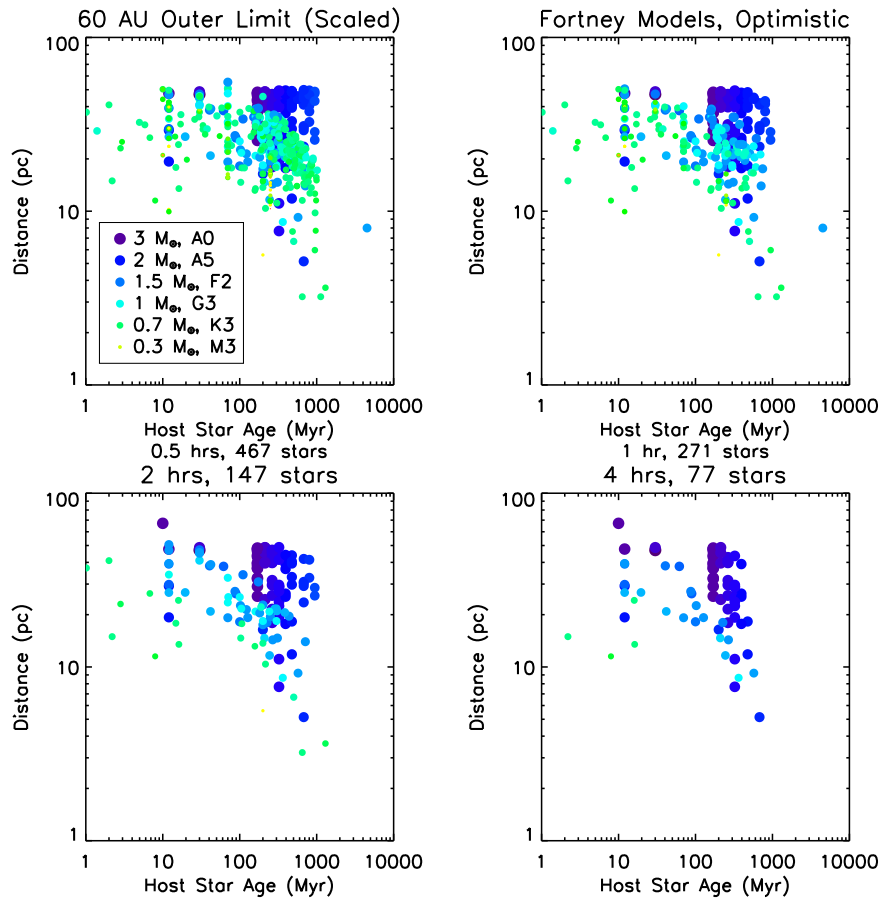 60 AU Outer Limit (Scaled)
Fortney Models, Optimistic
100
10
1
Distance (pc)
3 M⊙, A0
2 M⊙, A5
1.5 M⊙, F2
1 M⊙, G3
0.7 M⊙, K3
0.3 M⊙, M3
1 10 100 1000 10000
Host Star Age (Myr)
0.5 hrs, 467 stars
100
10
1
Distance (pc)
1 10 100 1000 10000
Host Star Age (Myr)
1 hr, 271 stars
2 hrs, 147 stars
100
10
1
Distance (pc)
1 10 100 1000 10000
Host Star Age (Myr)
4 hrs, 77 stars
100
10
1
Distance (pc)
1 10 100 1000 10000
Host Star Age (Myr)